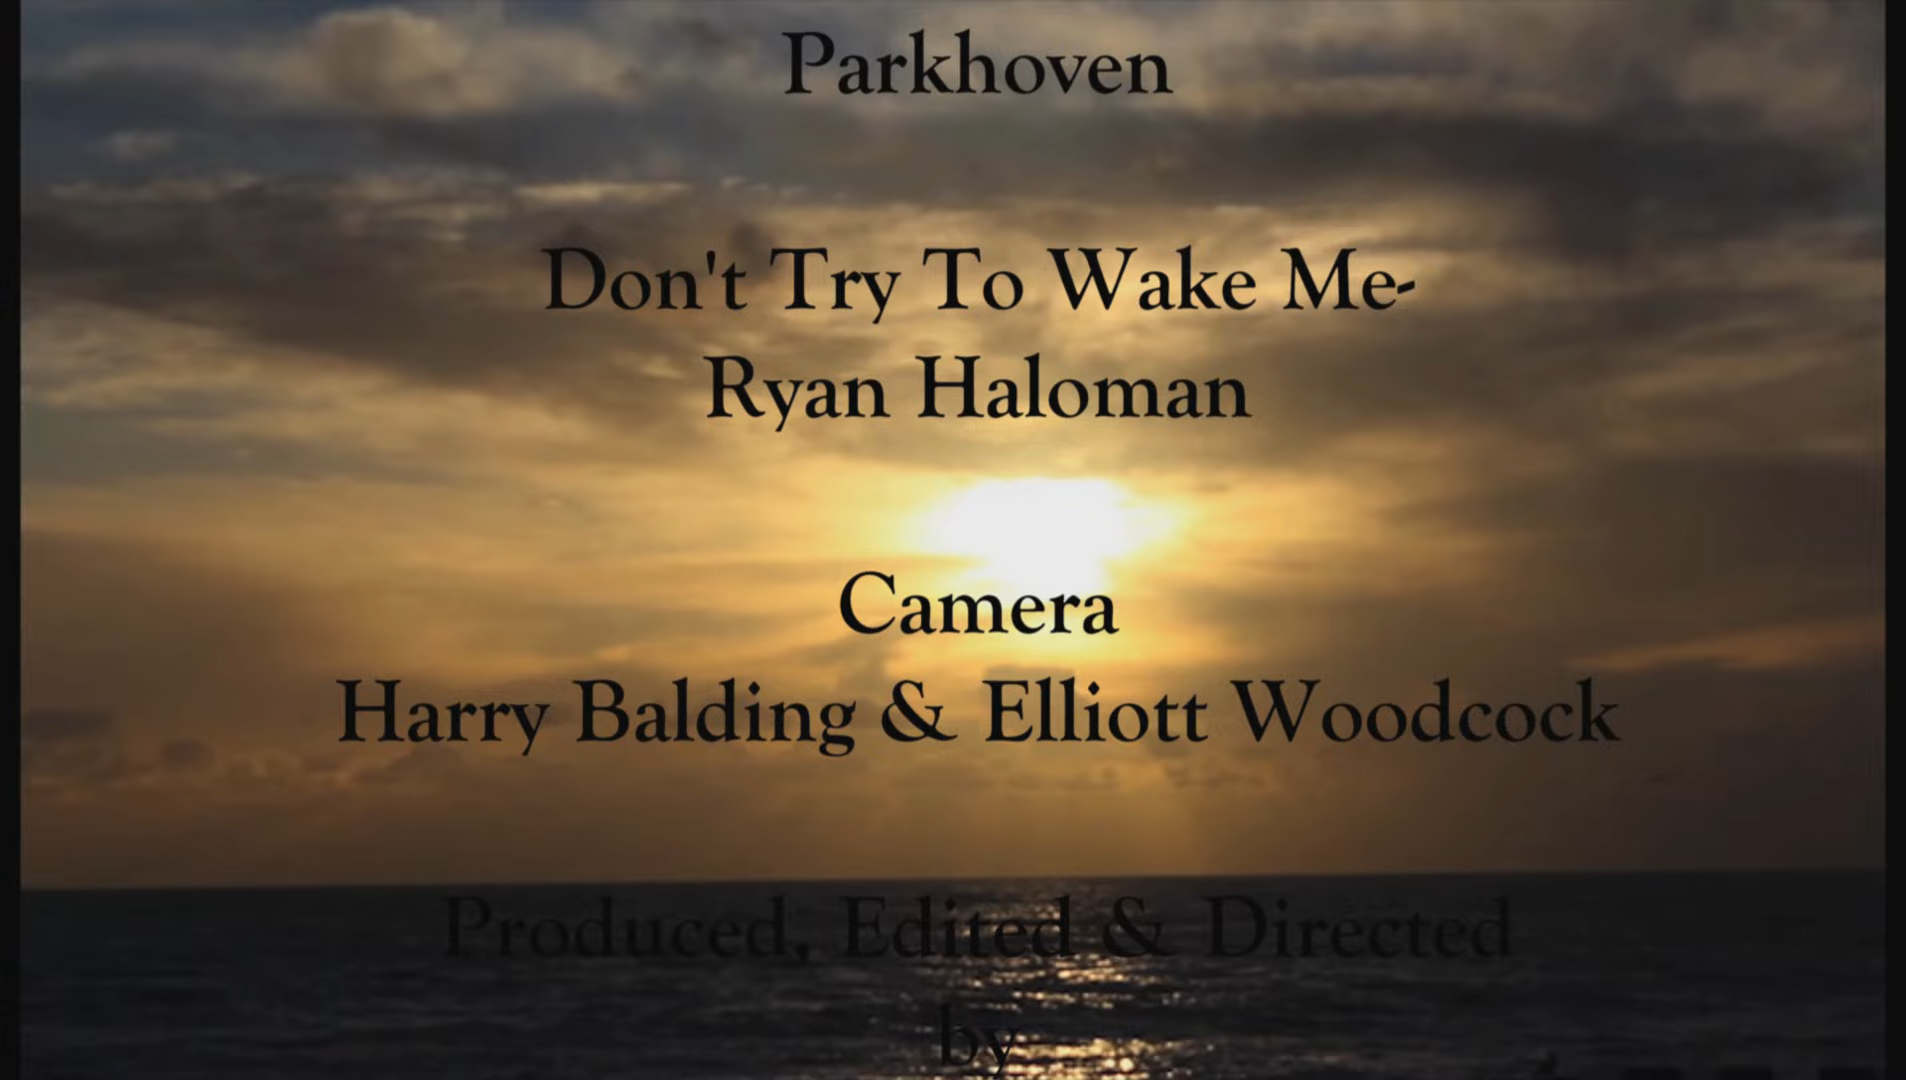 Parkhoven
Don't Try To Wake Me-
Ryan Haloman
Camera
Harry Balding & Elliott Woodcock
Produced, Edited & Directed
by